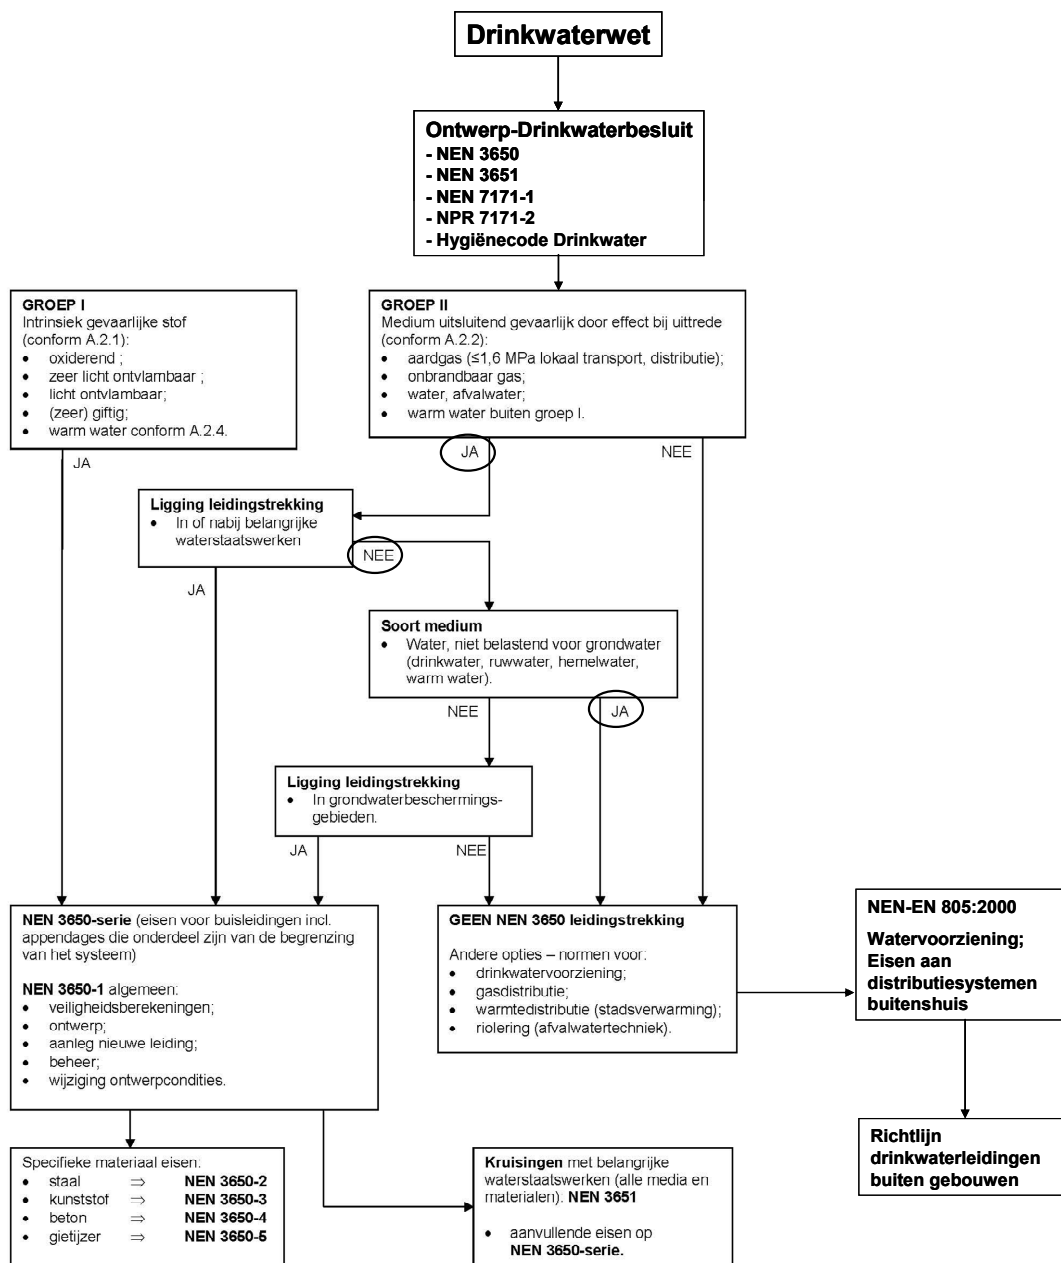 Drinkwaterwet
Ontwerp-Drinkwaterbesluit
- NEN 3650
- NEN 3651
- NEN 7171-1
- NPR 7171-2
- Hygiënecode Drinkwater
GROEP I
Intrinsiek gevaarlijke stof
(conform A.2.1):
• oxiderend ;
• zeer licht ontvlambaar ;
• licht ontvlambaar;
• (zeer) giftig;
• warm water conform A.2.4.
GROEP II
Medium uitsluitend gevaarlijk door effect bij uittrede
(conform A.2.2):
• aardgas (≤1,6 MPa lokaal transport, distributie);
• onbrandbaar gas;
• water, afvalwater;
• warm water buiten groep I.
JA
JA
NEE
Ligging leidingstrekking
• In of nabij belangrijke
waterstaatswerken
NEE
JA
Soort medium
• Water, niet belastend voor grondwater
(drinkwater, ruwwater, hemelwater,
warm water).
NEE
JA
Ligging leidingstrekking
• In grondwaterbeschermings-
gebieden.
JA
NEE
NEN 3650-serie (eisen voor buisleidingen incl.
appendages die onderdeel zijn van de begrenzing
van het systeem)
NEN 3650-1 algemeen:
• veiligheidsberekeningen;
• ontwerp;
• aanleg nieuwe leiding;
• beheer;
• wijziging ontwerpcondities.
GEEN NEN 3650 leidingstrekking
Andere opties – normen voor:
• drinkwatervoorziening;
• gasdistributie;
• warmtedistributie (stadsverwarming);
• riolering (afvalwatertechniek).
NEN-EN 805:2000
Watervoorziening;
Eisen aan
distributiesystemen
buitenshuis
Specifieke materiaal eisen:
• staal ⇒ NEN 3650-2
• kunststof ⇒ NEN 3650-3
• beton ⇒ NEN 3650-4
• gietijzer ⇒ NEN 3650-5
Kruisingen met belangrijke
waterstaatswerken (alle media en
materialen). NEN 3651
• aanvullende eisen op
NEN 3650-serie.
Richtlijn
drinkwaterleidingen
buiten gebouwen